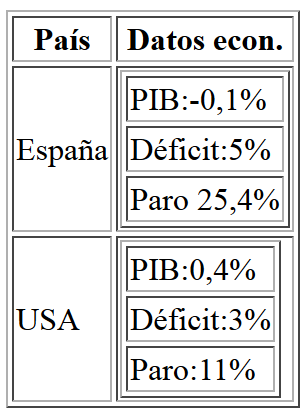 País Datos econ.
España
PIB:-0,1%
Déficit:5%
Paro 25,4%
USA
PIB:0,4%
Déficit:3%
Paro:11%